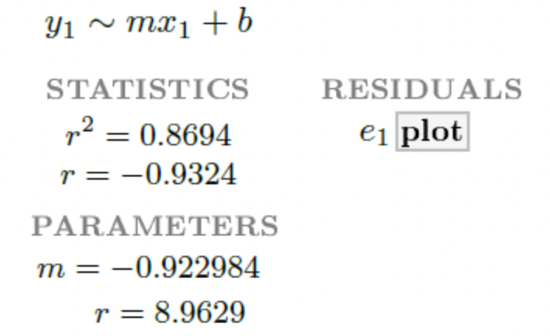 y₁ ~ mx₁ + b
STATISTICS RESIDUALS
r² = 0.8694 e₁ plot
r = −0.9324
PARAMETERS
m = −0.922984
r = 8.9629